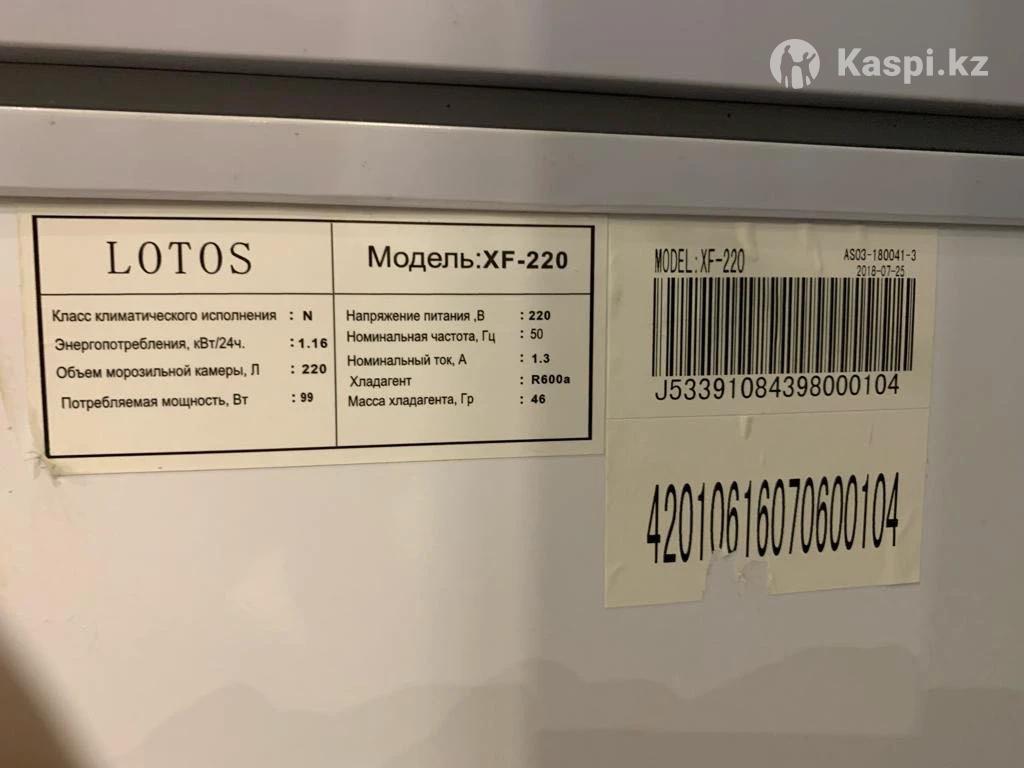 Kaspi.kz
LOTOS
Модель:XF-220
Класс климатического исполнения : N
Энергопотребления, кВт/24ч. :1.16
Объем морозильной камеры, Л : 220
Потребляемая мощность, Вт : 99
Напряжение питания ,В : 220
Номинальная частота, Гц : 50
Номинальный ток, А : 1.3
Хладагент : R600a
Масса хладагента, Гр : 46
MODEL:XF-220
AS03-180041-3
2018-07-25
J53391084398000104
42010616070600104